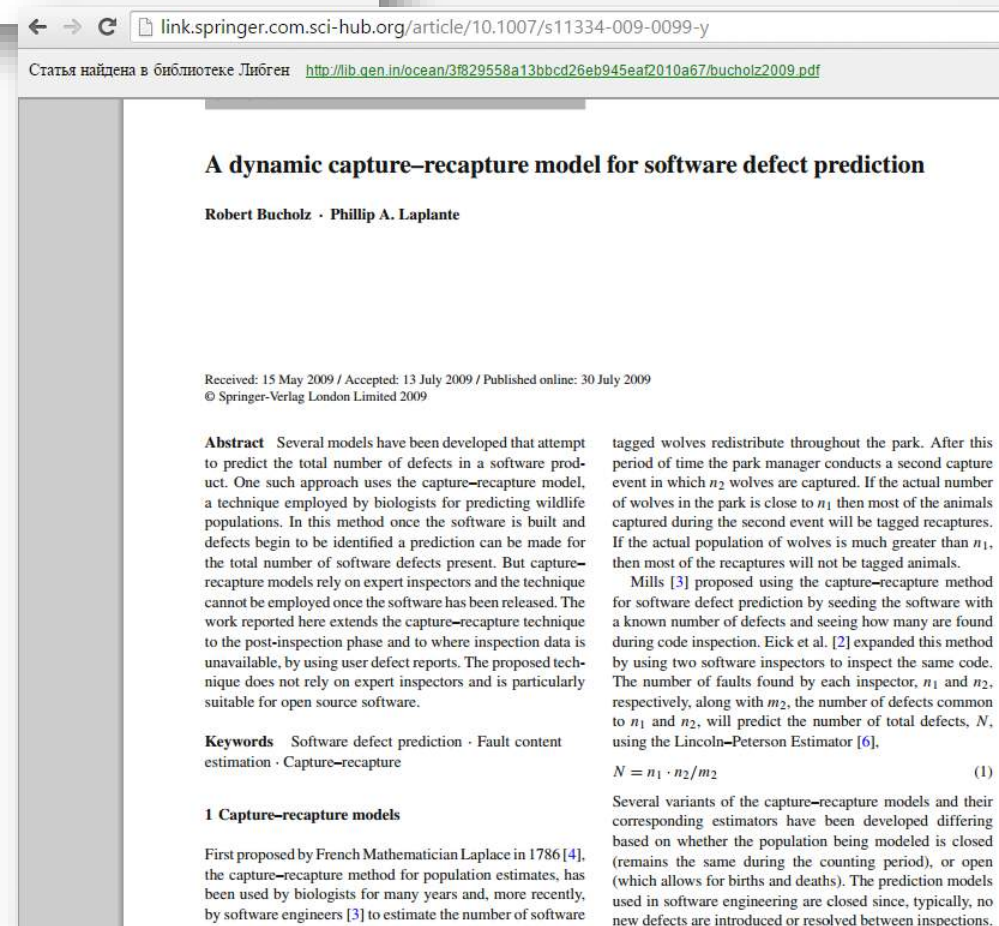 link.springer.com.sci-hub.org/article/10.1007/s11334-009-0099-y
Статья найдена в библиотеке Либген http://lib.gen.in/ocean/3f829558a13bbcd26eb945eaf2010a67/bucholz2009.pdf
A dynamic capture–recapture model for software defect prediction
Robert Bucholz · Phillip A. Laplante
Received: 15 May 2009 / Accepted: 13 July 2009 / Published online: 30 July 2009
© Springer-Verlag London Limited 2009
Abstract Several models have been developed that attempt
to predict the total number of defects in a software prod-
uct. One such approach uses the capture–recapture model,
a technique employed by biologists for predicting wildlife
populations. In this method once the software is built and
defects begin to be identified a prediction can be made for
the total number of software defects present. But capture–
recapture models rely on expert inspectors and the technique
cannot be employed once the software has been released. The
work reported here extends the capture–recapture technique
to the post-inspection phase and to where inspection data is
unavailable, by using user defect reports. The proposed tech-
nique does not rely on expert inspectors and is particularly
suitable for open source software.
Keywords Software defect prediction · Fault content
estimation · Capture–recapture
1 Capture–recapture models
First proposed by French Mathematician Laplace in 1786 [4],
the capture–recapture method for population estimates, has
been used by biologists for many years and, more recently,
by software engineers [3] to estimate the number of software
tagged wolves redistribute throughout the park. After this
period of time the park manager conducts a second capture
event in which n2 wolves are captured. If the actual number
of wolves in the park is close to n1 then most of the animals
captured during the second event will be tagged recaptures.
If the actual population of wolves is much greater than n1,
then most of the recaptures will not be tagged animals.
Mills [3] proposed using the capture–recapture method
for software defect prediction by seeding the software with
a known number of defects and seeing how many are found
during code inspection. Eick et al. [2] expanded this method
by using two software inspectors to inspect the same code.
The number of faults found by each inspector, n1 and n2,
respectively, along with m2, the number of defects common
to n1 and n2, will predict the number of total defects, N,
using the Lincoln–Peterson Estimator [6],
N = n1 · n2/m2 (1)
Several variants of the capture–recapture models and their
corresponding estimators have been developed differing
based on whether the population being modeled is closed
(remains the same during the counting period), or open
(which allows for births and deaths). The prediction models
used in software engineering are closed since, typically, no
new defects are introduced or resolved between inspections.